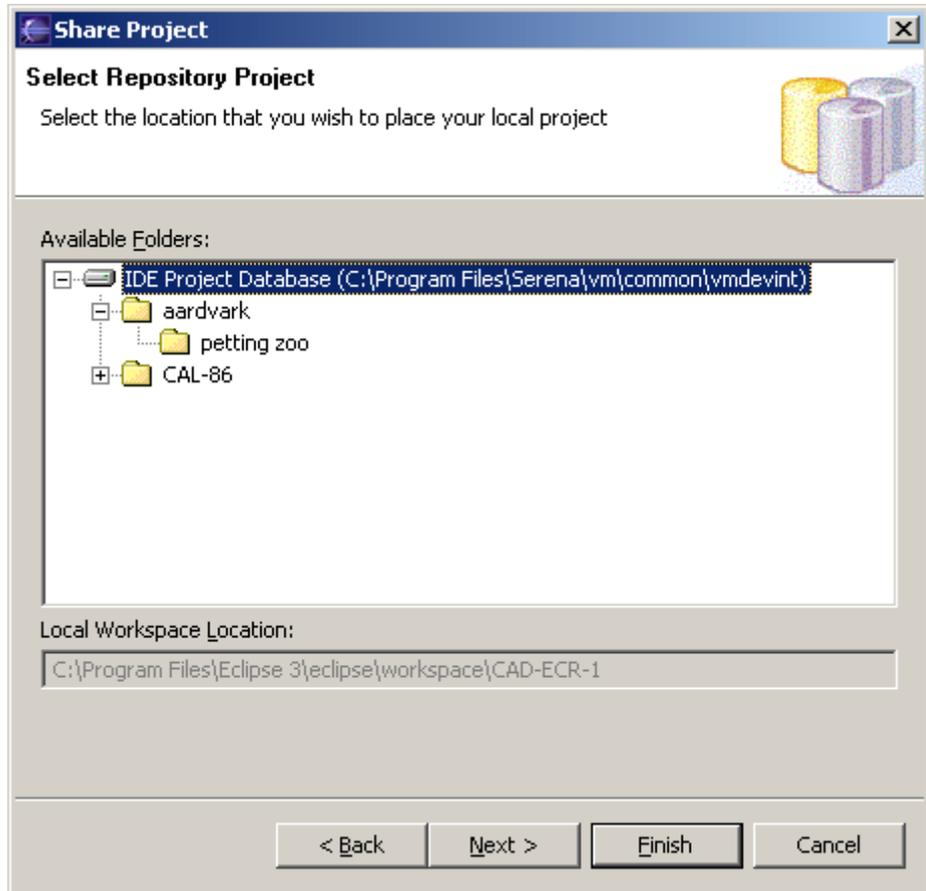 Share Project
Select Repository Project
Select the location that you wish to place your local project
Available Folders:
IDE Project Database (C:\Program Files\Serena\vm\common\vmdevint)
aardvark
petting zoo
CAL-86
Local Workspace Location:
C:\Program Files\Eclipse 3\eclipse\workspace\CAD-ECR-1
< Back Next > Finish Cancel